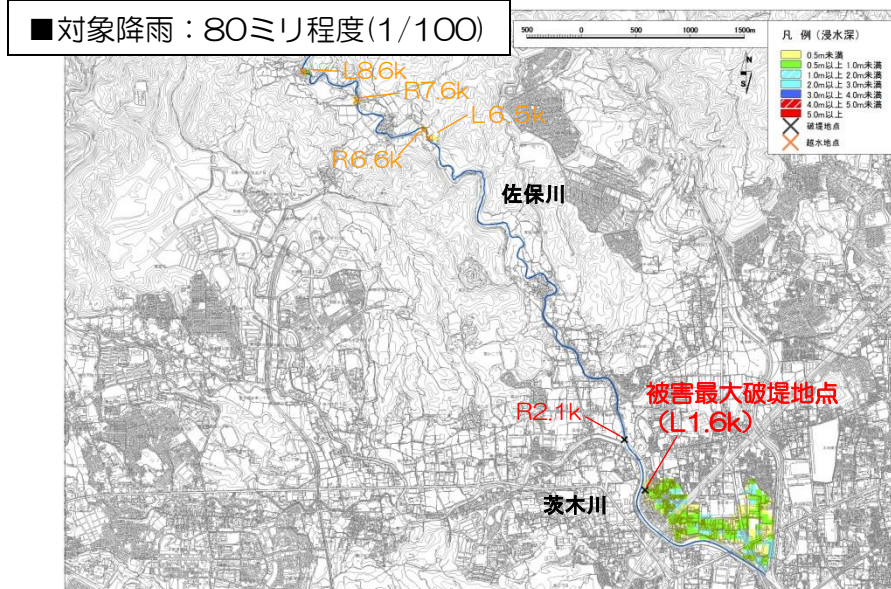 ■対象降雨：80ミリ程度(1/100)
500 0 500 1000 1500m
N
S
凡 例（浸水深）
0.5m未満
0.5m以上 1.0m未満
1.0m以上 2.0m未満
2.0m以上 3.0m未満
3.0m以上 4.0m未満
4.0m以上 5.0m未満
5.0m以上
破堤地点
越水地点
L8.6k
R7.6k
L6.5k
R6.6k
佐保川
被害最大破堤地点
（L1.6k）
R2.1k
茨木川